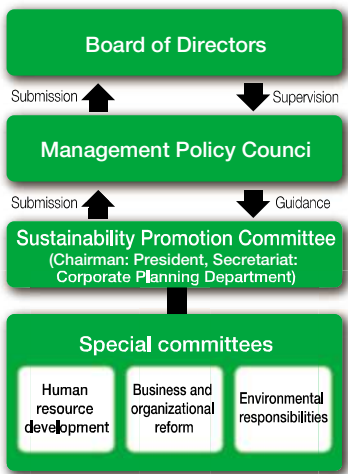 Board of Directors
Submission
Supervision
Management Policy Counci
Submission
Guidance
Sustainability Promotion Committee
(Chairman: President, Secretariat:
Corporate Planning Department)
Special committees
Human
resource
development
Business and
organizational
reform
Environmental
responsibilities